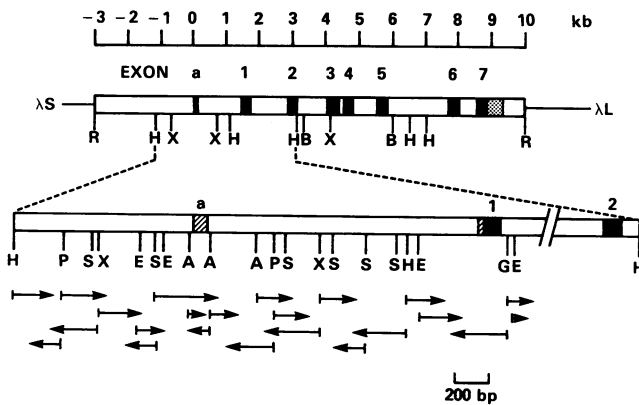 −3 −2 −1 0 1 2 3 4 5 6 7 8 9 10 kb
EXON a 1 2 3 4 5 6 7
λS λL
R H X X H H B X B H H R
a 1 2
H P S X E S E A A A P S X S S S H E G E H
200 bp